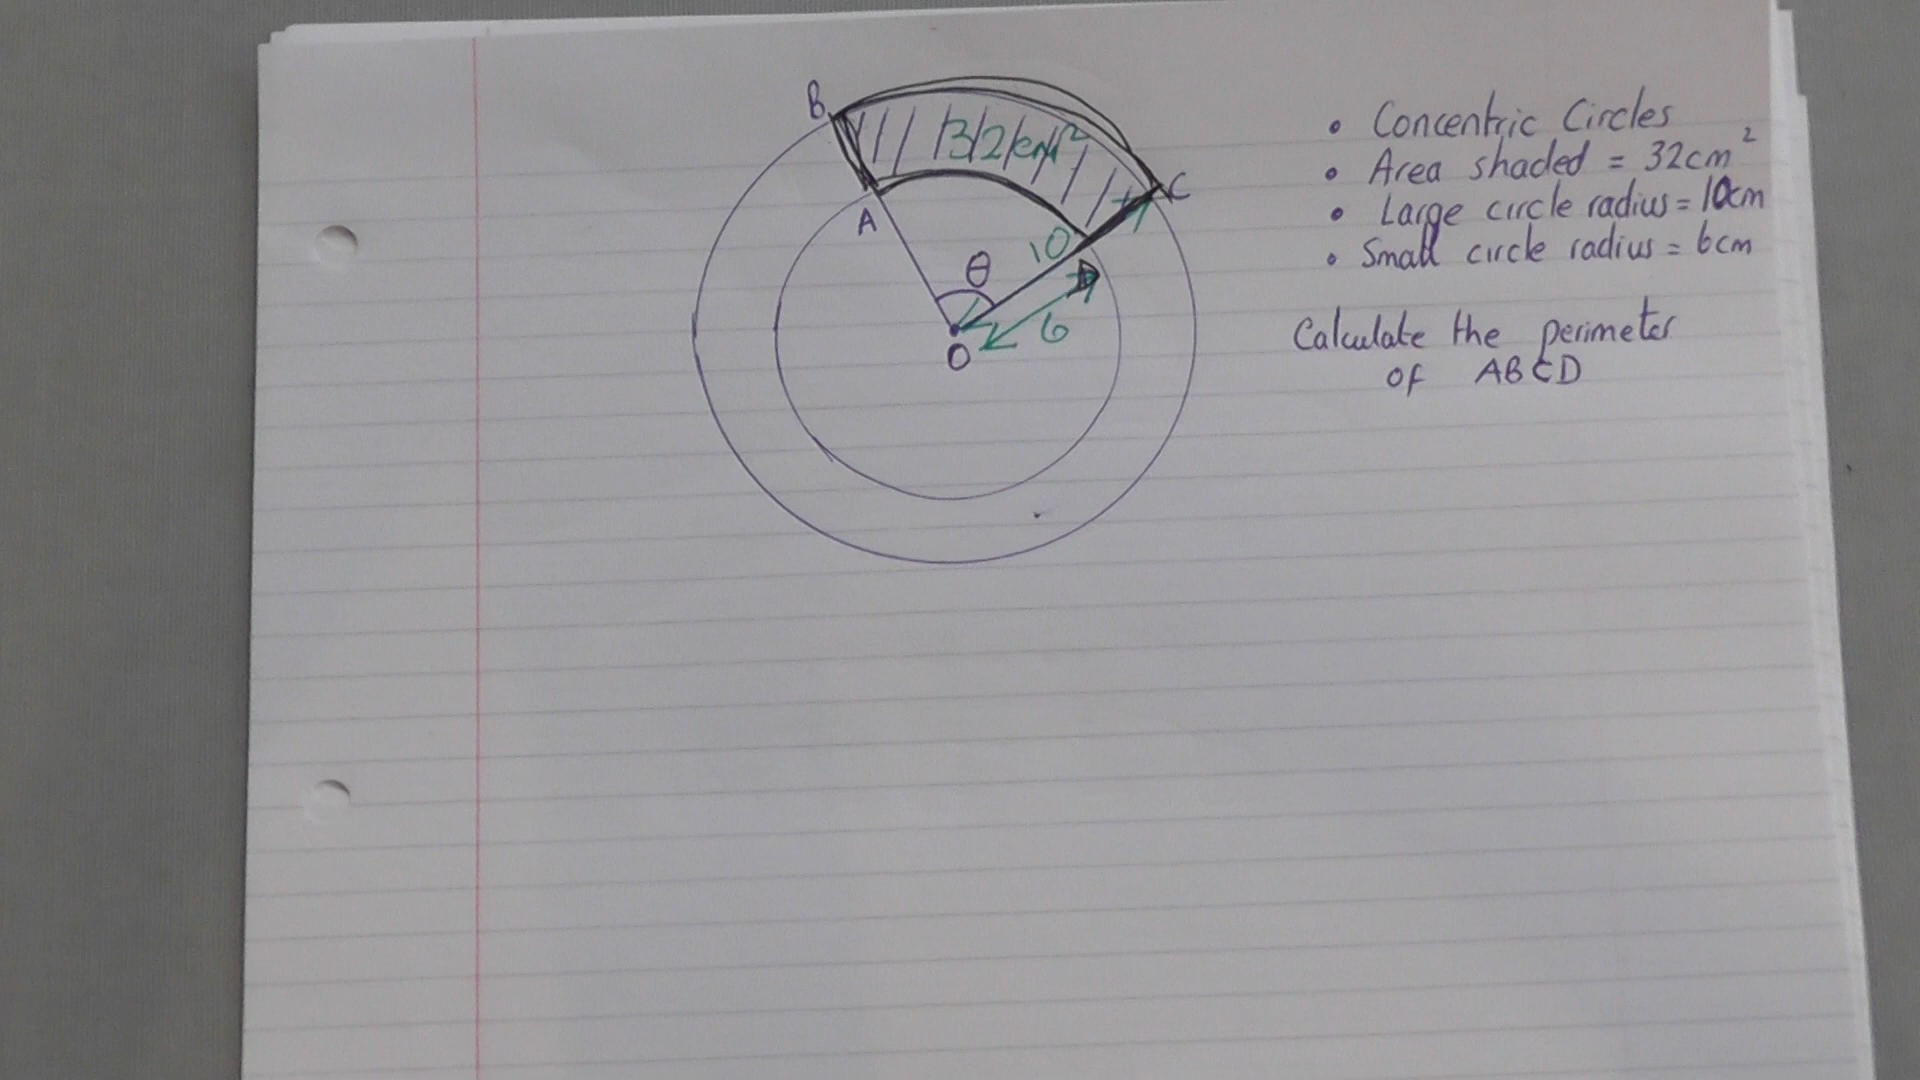 B
32cm²
C
A
10
θ
D
6
O
• Concentric Circles
• Area shaded = 32cm²
• Large circle radius = 10cm
• Small circle radius = 6cm
Calculate the perimeter
of ABCD